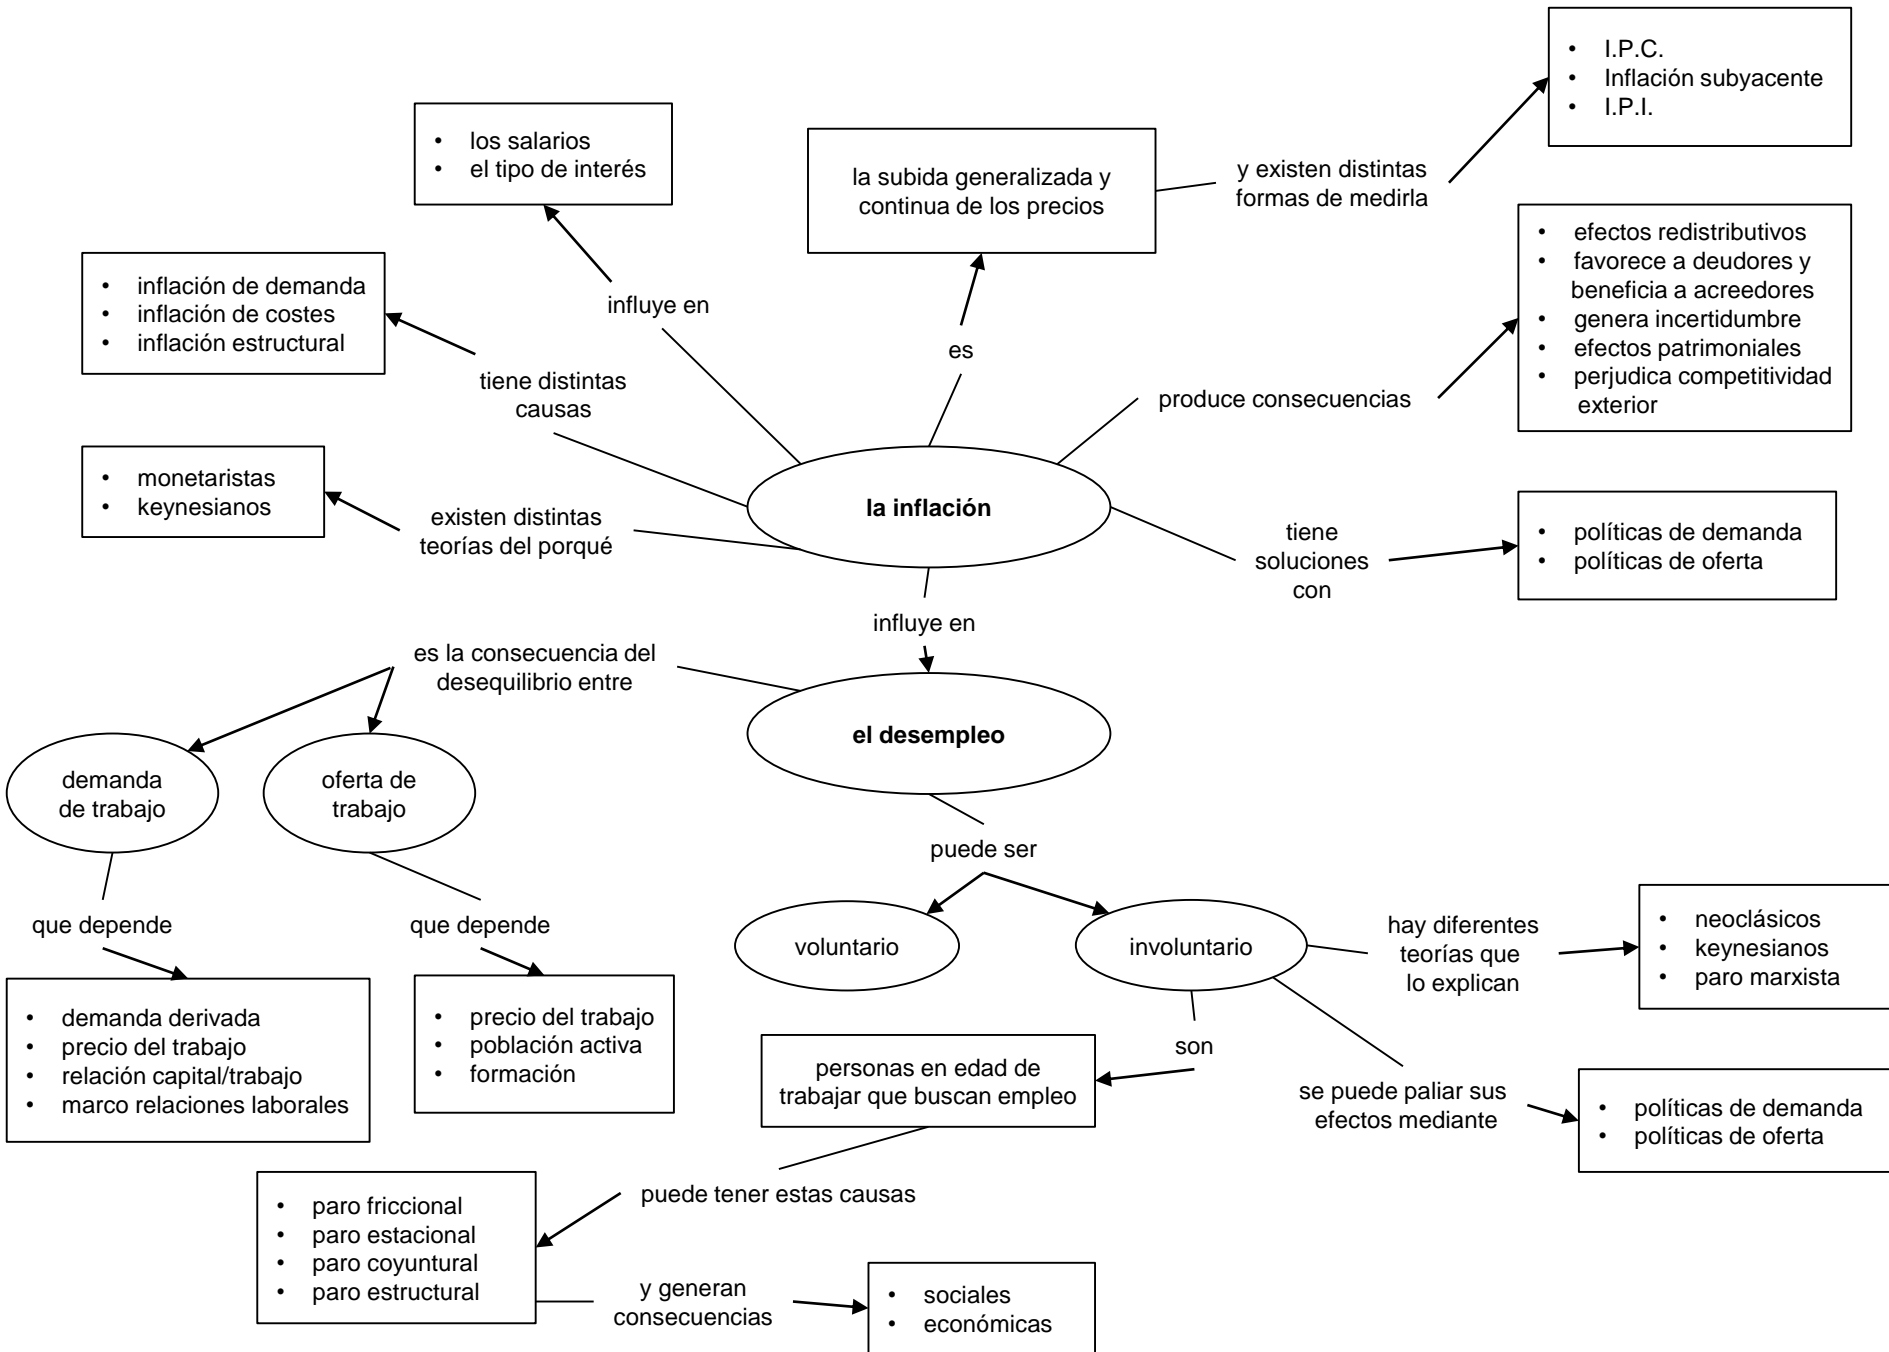 • I.P.C.
• Inflación subyacente
• I.P.I.
• los salarios
• el tipo de interés
la subida generalizada y
continua de los precios
y existen distintas
formas de medirla
• efectos redistributivos
• favorece a deudores y
beneficia a acreedores
• genera incertidumbre
• efectos patrimoniales
• perjudica competitividad
exterior
• inflación de demanda
• inflación de costes
• inflación estructural
influye en
es
tiene distintas
causas
produce consecuencias
• monetaristas
• keynesianos
existen distintas
teorías del porqué
la inflación
tiene
soluciones
con
• políticas de demanda
• políticas de oferta
influye en
es la consecuencia del
desequilibrio entre
el desempleo
demanda
de trabajo
oferta de
trabajo
puede ser
que depende
que depende
voluntario
involuntario
hay diferentes
teorías que
lo explican
• neoclásicos
• keynesianos
• paro marxista
• demanda derivada
• precio del trabajo
• relación capital/trabajo
• marco relaciones laborales
• precio del trabajo
• población activa
• formación
son
personas en edad de
trabajar que buscan empleo
se puede paliar sus
efectos mediante
• políticas de demanda
• políticas de oferta
puede tener estas causas
• paro friccional
• paro estacional
• paro coyuntural
• paro estructural
y generan
consecuencias
• sociales
• económicas